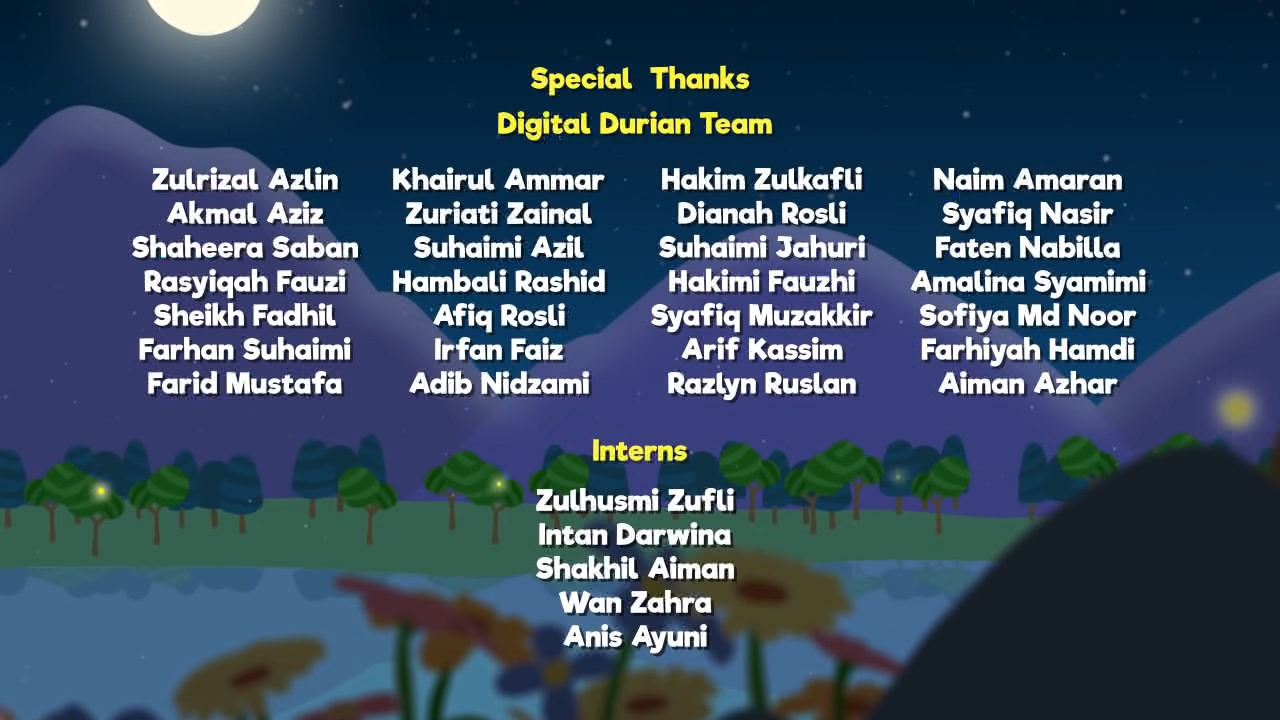 Special Thanks
Digital Durian Team
Zulrizal Azlin Khairul Ammar Hakim Zulkafli Naim Amaran
Akmal Aziz Zuriati Zainal Dianah Rosli Syafiq Nasir
Shaheera Saban Suhaimi Azil Suhaimi Jahuri Faten Nabilla
Rasyiqah Fauzi Hambali Rashid Hakimi Fauzhi Amalina Syamimi
Sheikh Fadhil Afiq Rosli Syafiq Muzakkir Sofiya Md Noor
Farhan Suhaimi Irfan Faiz Arif Kassim Farhiyah Hamdi
Farid Mustafa Adib Nidzami Razlyn Ruslan Aiman Azhar
Interns
Zulhusmi Zufli
Intan Darwina
Shakhil Aiman
Wan Zahra
Anis Ayuni